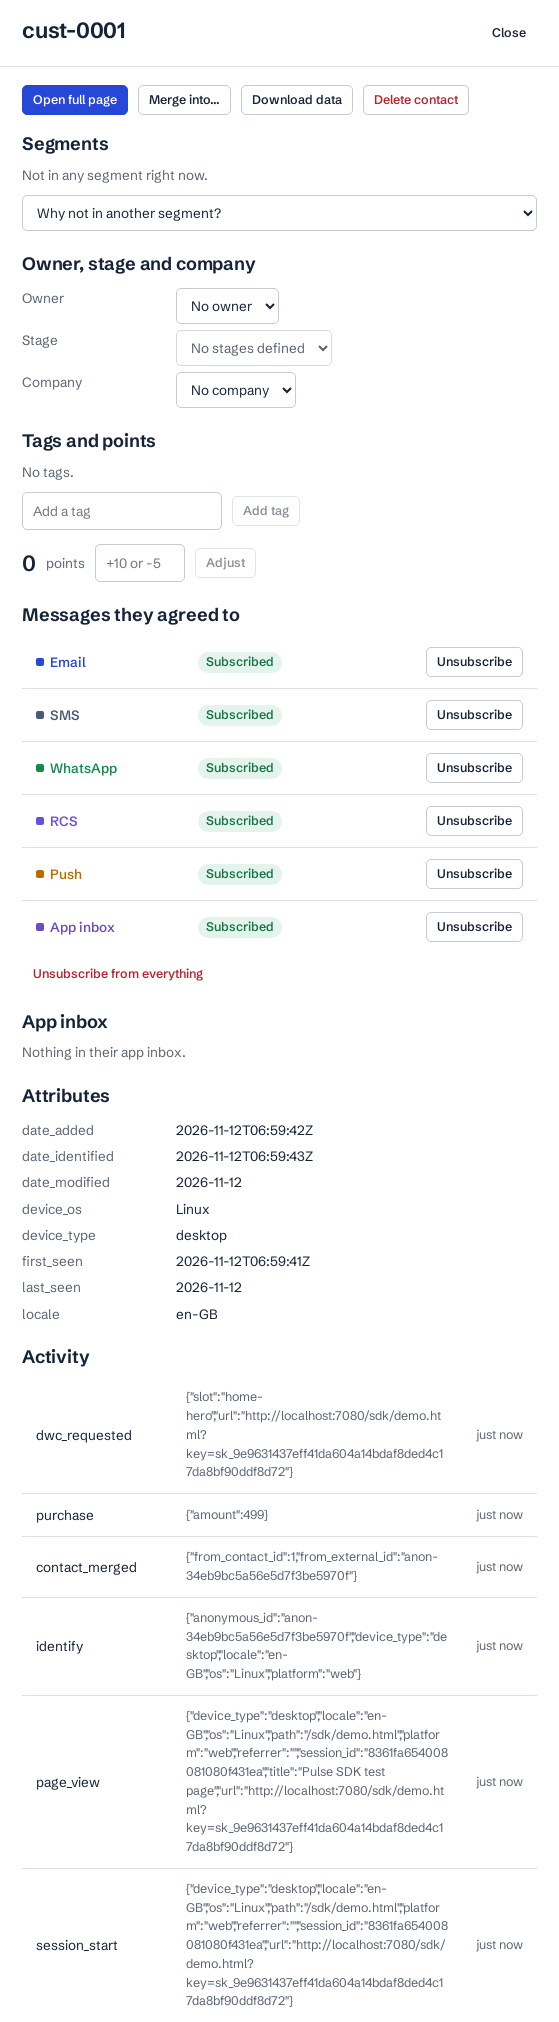 cust-0001
Close
Open full page
Merge into...
Download data
Delete contact
Segments
Not in any segment right now.
Why not in another segment?
Owner, stage and company
Owner
No owner
Stage
No stages defined
Company
No company
Tags and points
No tags.
Add a tag
Add tag
0 points
+10 or -5
Adjust
Messages they agreed to
Email
Subscribed
Unsubscribe
SMS
Subscribed
Unsubscribe
WhatsApp
Subscribed
Unsubscribe
RCS
Subscribed
Unsubscribe
Push
Subscribed
Unsubscribe
App inbox
Subscribed
Unsubscribe
Unsubscribe from everything
App inbox
Nothing in their app inbox.
Attributes
date_added 2026-11-12T06:59:42Z
date_identified 2026-11-12T06:59:43Z
date_modified 2026-11-12
device_os Linux
device_type desktop
first_seen 2026-11-12T06:59:41Z
last_seen 2026-11-12
locale en-GB
Activity
dwc_requested
{"slot":"home-
hero","url":"http://localhost:7080/sdk/demo.ht
ml?
key=sk_9e9631437eff41da604a14bdaf8ded4c1
7da8bf90ddf8d72"}
just now
purchase
{"amount":499}
just now
contact_merged
{"from_contact_id":1,"from_external_id":"anon-
34eb9bc5a56e5d7f3be5970f"}
just now
identify
{"anonymous_id":"anon-
34eb9bc5a56e5d7f3be5970f","device_type":"de
sktop","locale":"en-
GB","os":"Linux","platform":"web"}
just now
page_view
{"device_type":"desktop","locale":"en-
GB","os":"Linux","path":"/sdk/demo.html","platfor
m":"web","referrer":"","session_id":"8361fa654008
081080f431ea","title":"Pulse SDK test
page","url":"http://localhost:7080/sdk/demo.ht
ml?
key=sk_9e9631437eff41da604a14bdaf8ded4c1
7da8bf90ddf8d72"}
just now
session_start
{"device_type":"desktop","locale":"en-
GB","os":"Linux","path":"/sdk/demo.html","platfor
m":"web","referrer":"","session_id":"8361fa654008
081080f431ea","url":"http://localhost:7080/sdk/
demo.html?
key=sk_9e9631437eff41da604a14bdaf8ded4c1
7da8bf90ddf8d72"}
just now